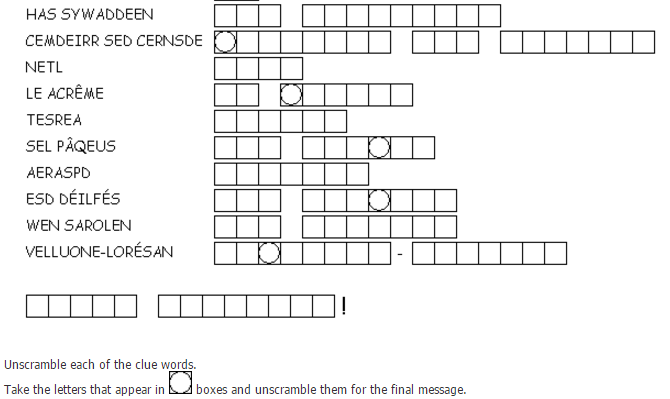 HAS SYWADDEEN
CEMDEIRR SED CERNSDE
NETL
LE ACRÊME
TESREA
SEL PÂQEUS
AERASPD
ESD DÉILFÉS
WEN SAROLEN
VELLUONE-LORÉSAN -
!
Unscramble each of the clue words.
Take the letters that appear in boxes and unscramble them for the final message.